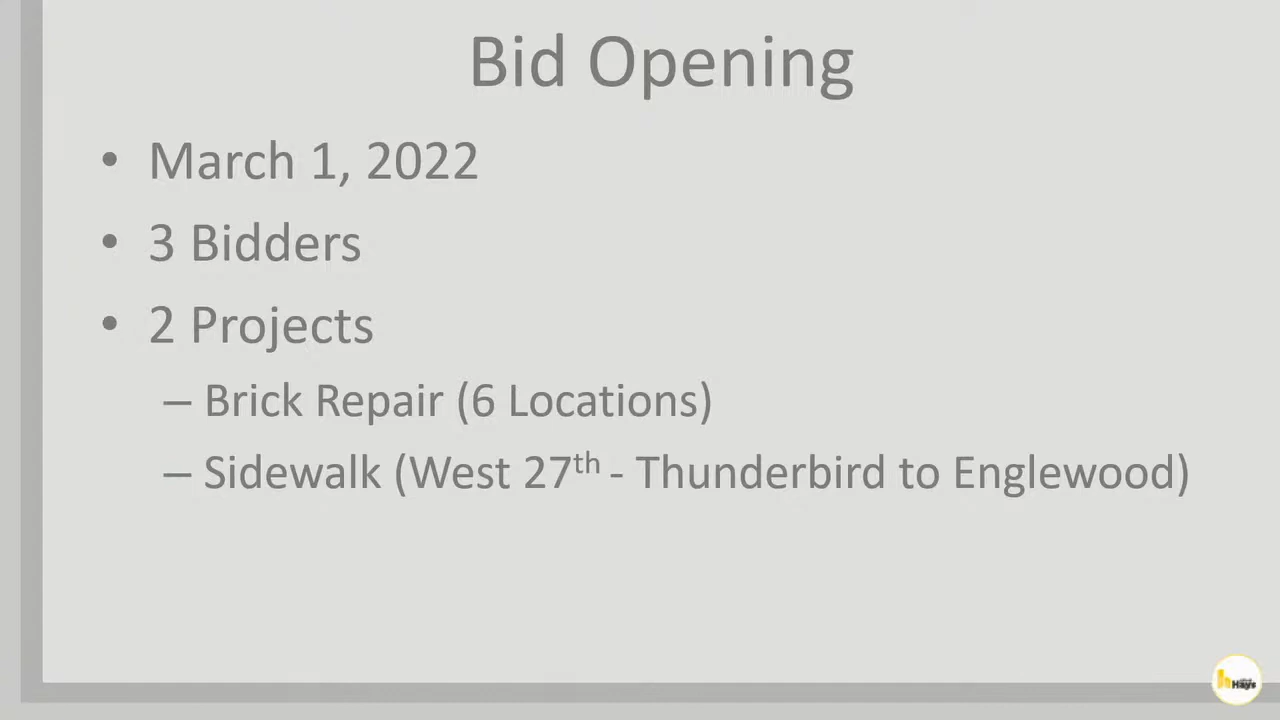 Bid Opening
• March 1, 2022
• 3 Bidders
• 2 Projects
– Brick Repair (6 Locations)
– Sidewalk (West 27th - Thunderbird to Englewood)
Hays